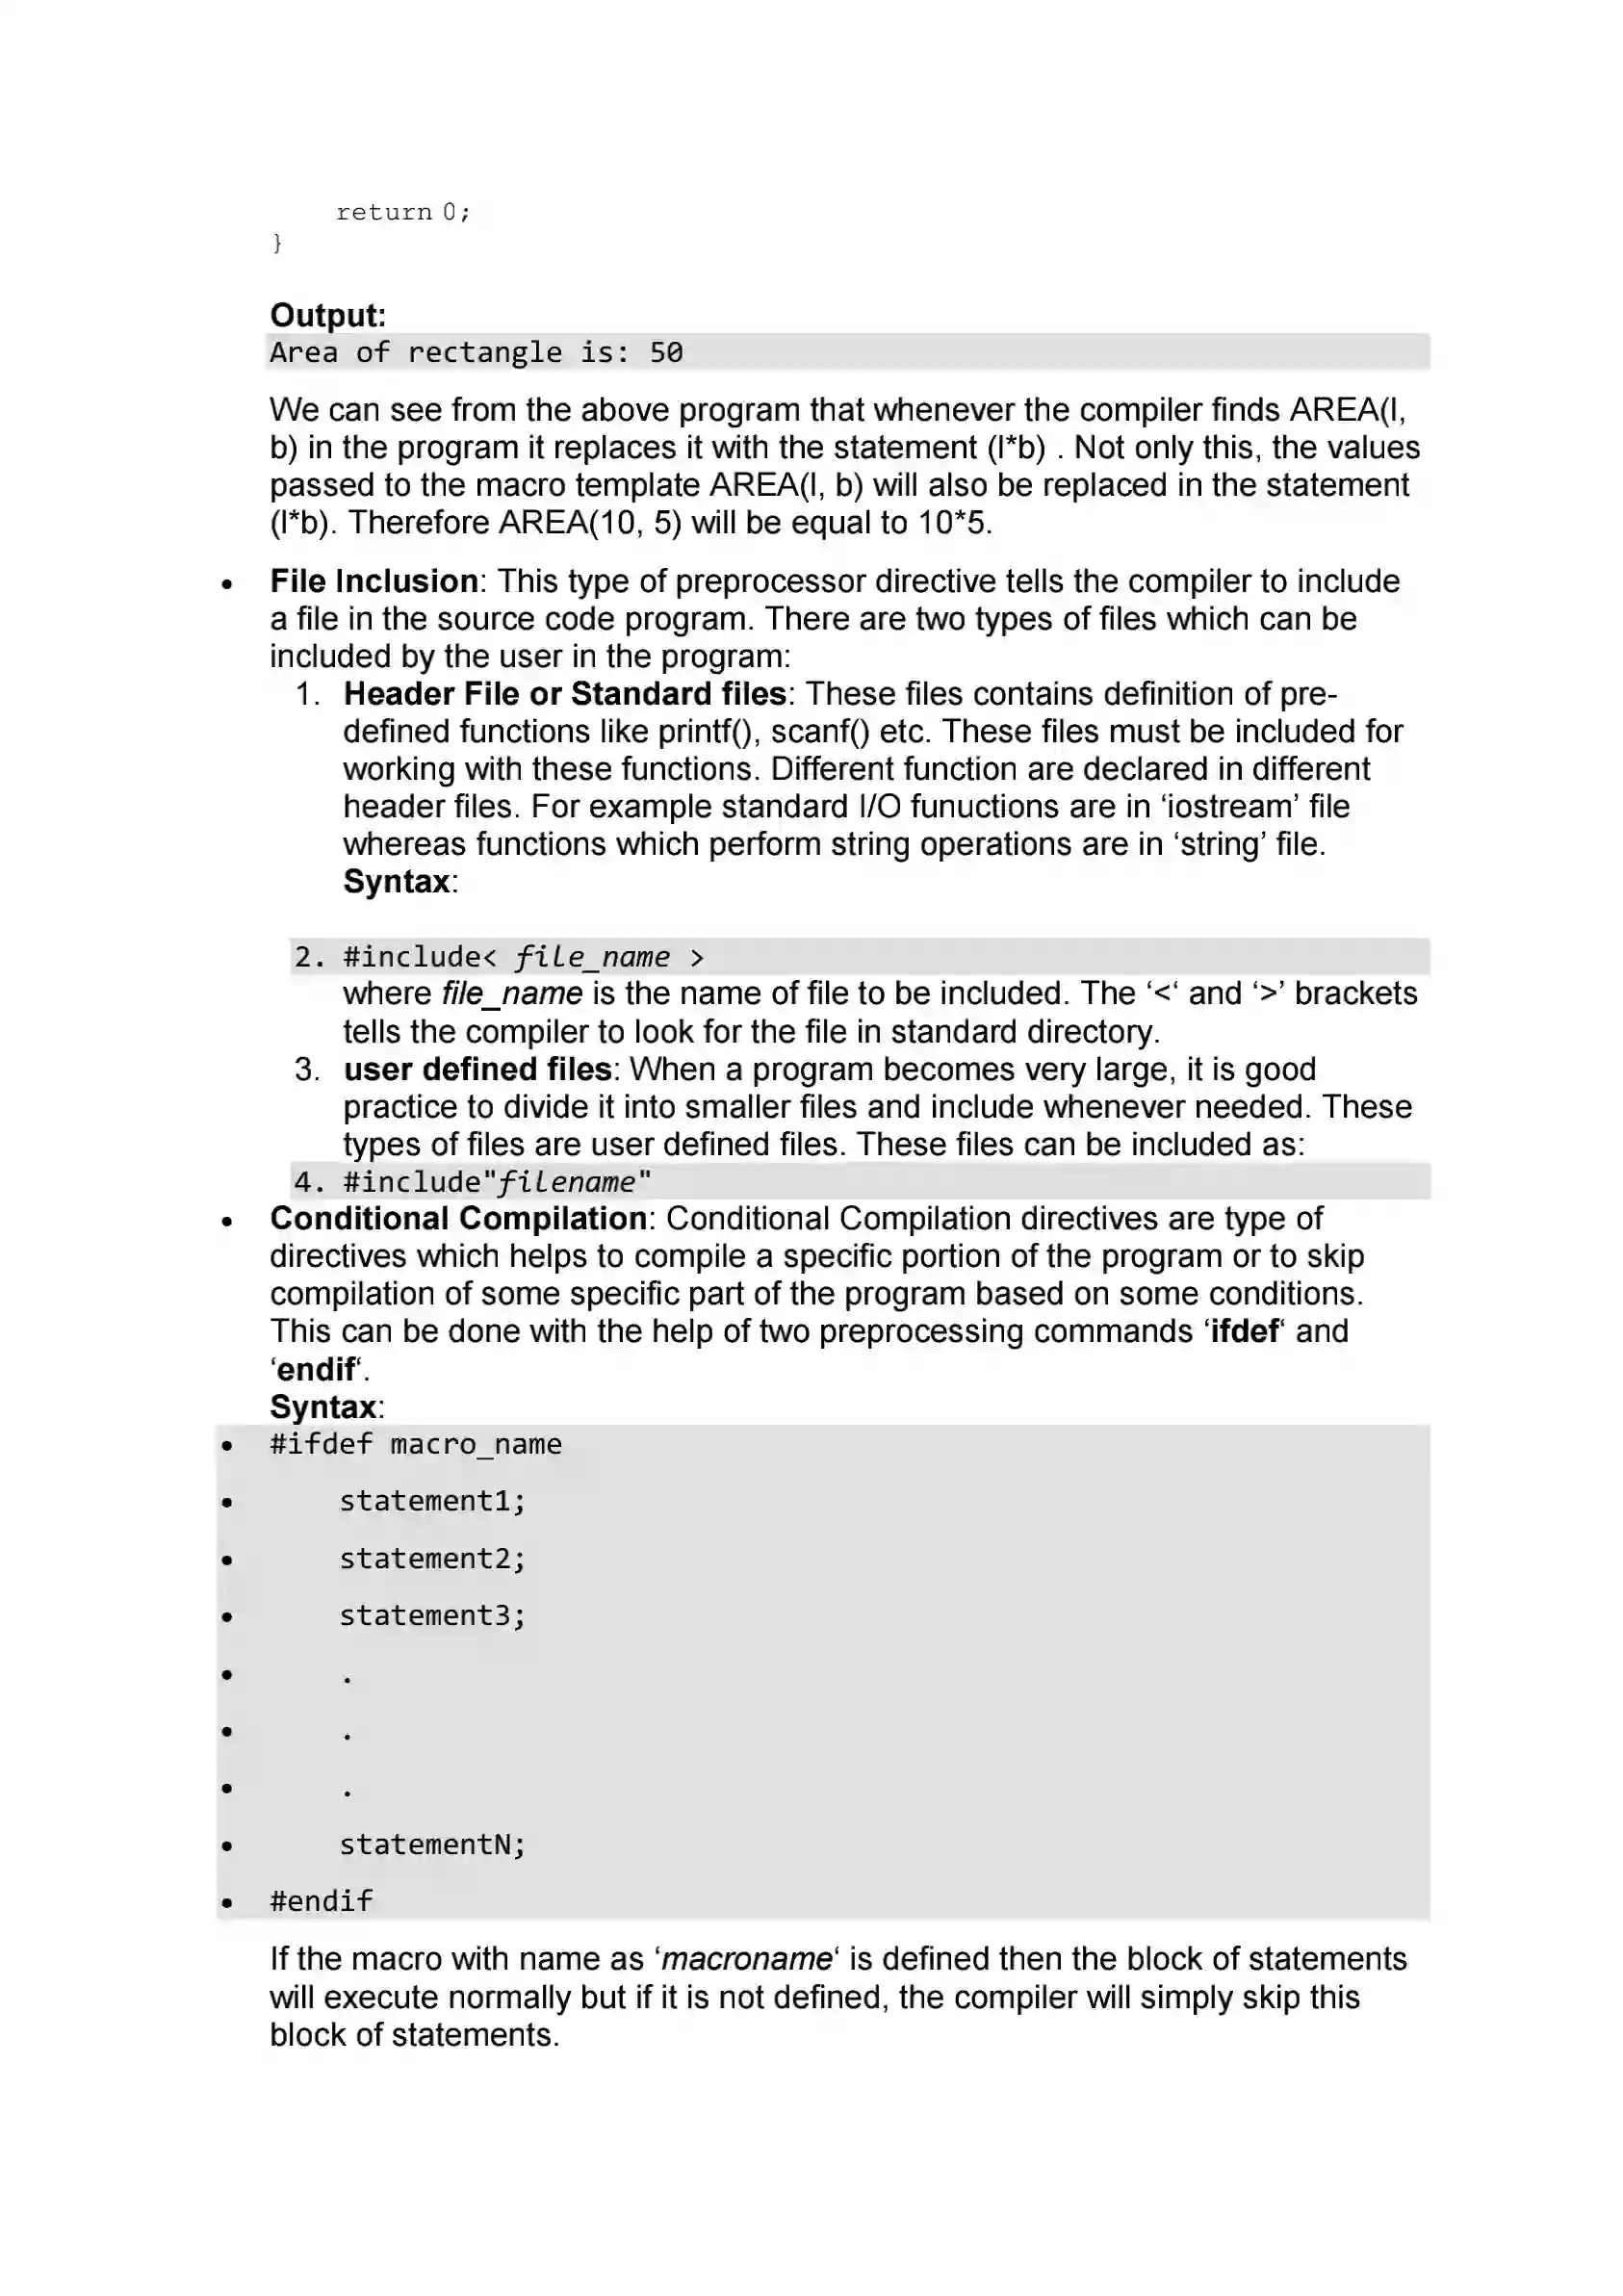 return 0;
}
Output:
Area of rectangle is: 50
We can see from the above program that whenever the compiler finds AREA(l,
b) in the program it replaces it with the statement (l*b) . Not only this, the values
passed to the macro template AREA(l, b) will also be replaced in the statement
(l*b). Therefore AREA(10, 5) will be equal to 10*5.
• File Inclusion: This type of preprocessor directive tells the compiler to include
a file in the source code program. There are two types of files which can be
included by the user in the program:
1. Header File or Standard files: These files contains definition of pre-
defined functions like printf(), scanf() etc. These files must be included for
working with these functions. Different function are declared in different
header files. For example standard I/O funuctions are in ‘iostream’ file
whereas functions which perform string operations are in ‘string’ file.
Syntax:
2. #include< file_name >
where file_name is the name of file to be included. The ‘<‘ and ‘>’ brackets
tells the compiler to look for the file in standard directory.
3. user defined files: When a program becomes very large, it is good
practice to divide it into smaller files and include whenever needed. These
types of files are user defined files. These files can be included as:
4. #include"filename"
• Conditional Compilation: Conditional Compilation directives are type of
directives which helps to compile a specific portion of the program or to skip
compilation of some specific part of the program based on some conditions.
This can be done with the help of two preprocessing commands ‘ifdef‘ and
‘endif‘.
Syntax:
• #ifdef macro_name
• statement1;
• statement2;
• statement3;
• .
• .
• .
• statementN;
• #endif
If the macro with name as ‘macroname‘ is defined then the block of statements
will execute normally but if it is not defined, the compiler will simply skip this
block of statements.